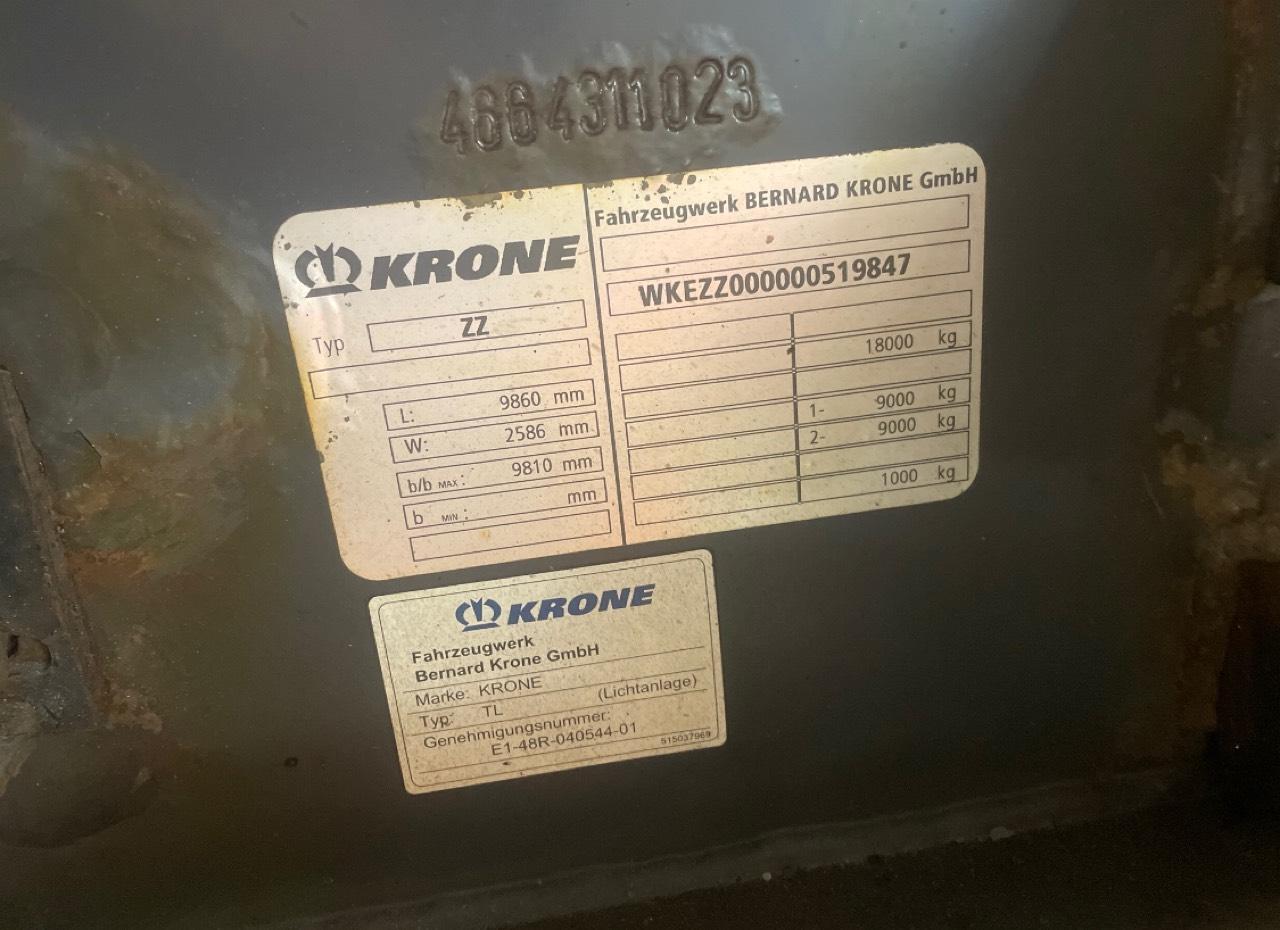 4664311023
KRONE
Typ ZZ
L: 9860 mm
W: 2586 mm
b/b MAX: 9810 mm
b MIN: mm
Fahrzeugwerk BERNARD KRONE GmbH
WKEZZ000000519847
18000 kg
1- 9000 kg
2- 9000 kg
1000 kg
KRONE
Fahrzeugwerk
Bernard Krone GmbH
Marke: KRONE
Typ: TL (Lichtanlage)
Genehmigungsnummer:
E1-48R-040544-01
515037969